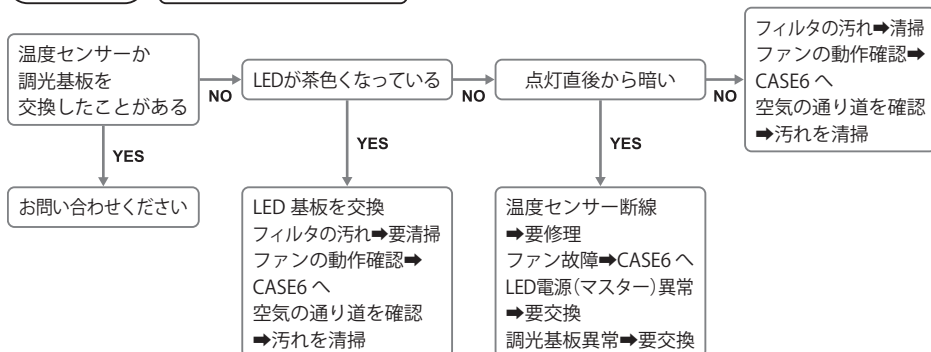 温度センサーか
調光基板を
交換したことがある
NO
YES
お問い合わせください
LEDが茶色くなっている
NO
YES
LED 基板を交換
フィルタの汚れ➡要清掃
ファンの動作確認➡
CASE6 へ
空気の通り道を確認
➡汚れを清掃
点灯直後から暗い
NO
YES
温度センサー断線
➡要修理
ファン故障➡CASE6 へ
LED電源(マスター)異常
➡要交換
調光基板異常➡要交換
フィルタの汚れ➡清掃
ファンの動作確認➡
CASE6 へ
空気の通り道を確認
➡汚れを清掃